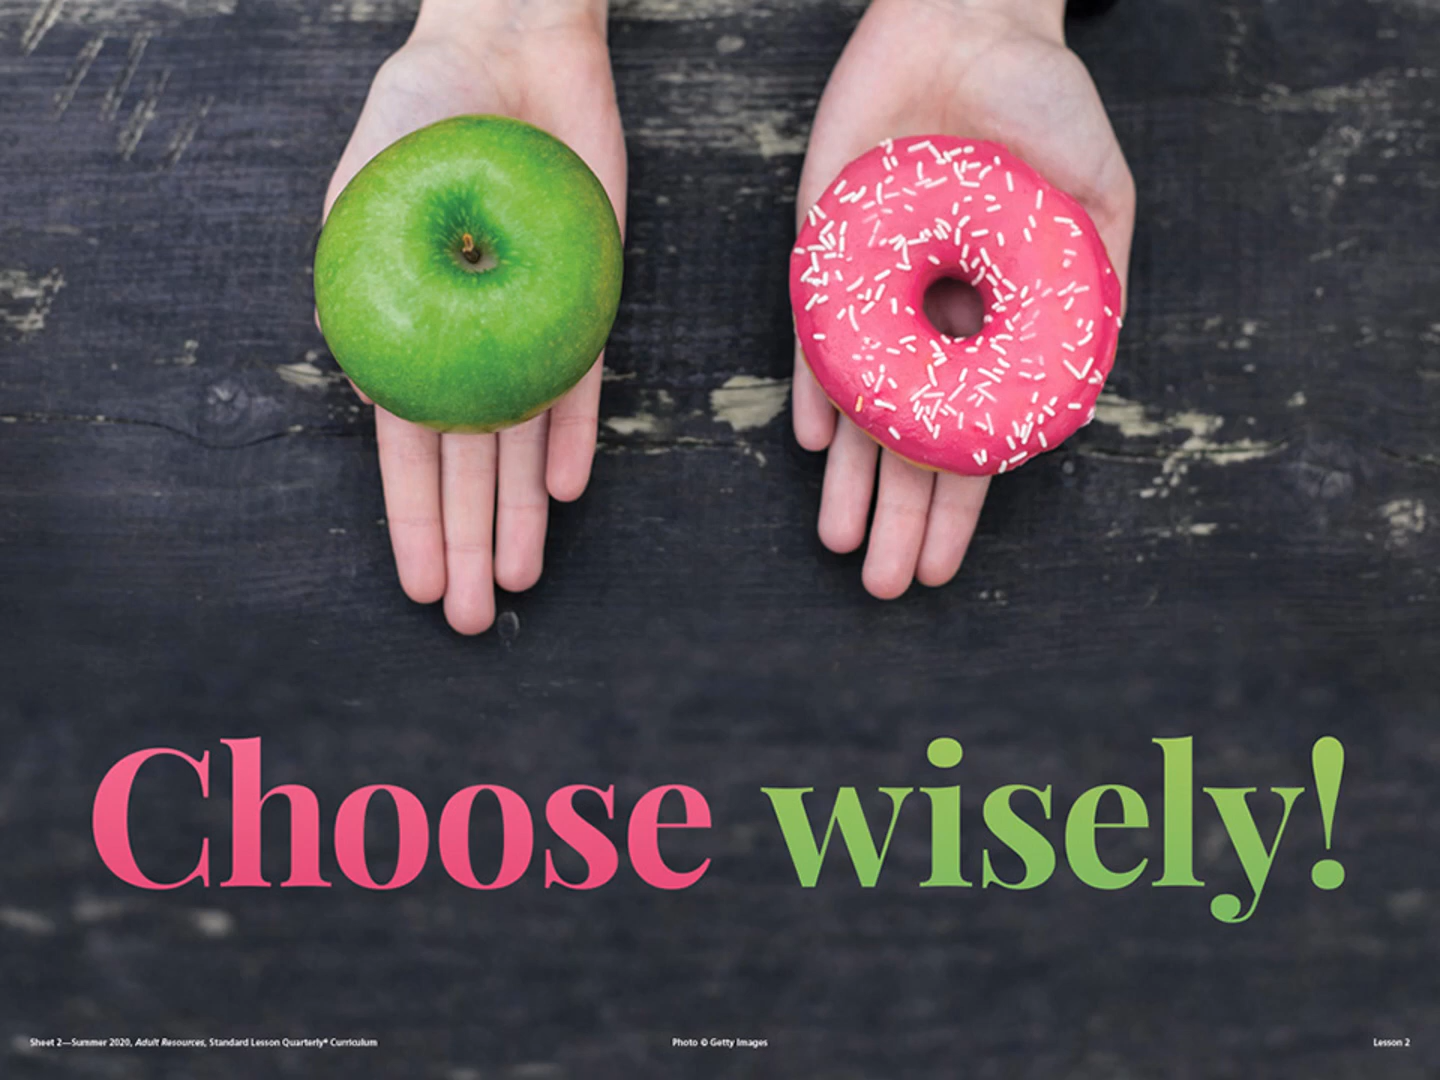 Choose wisely!
Sheet 2—Summer 2020, Adult Resources, Standard Lesson Quarterly® Curriculum
Photo © Getty Images
Lesson 2